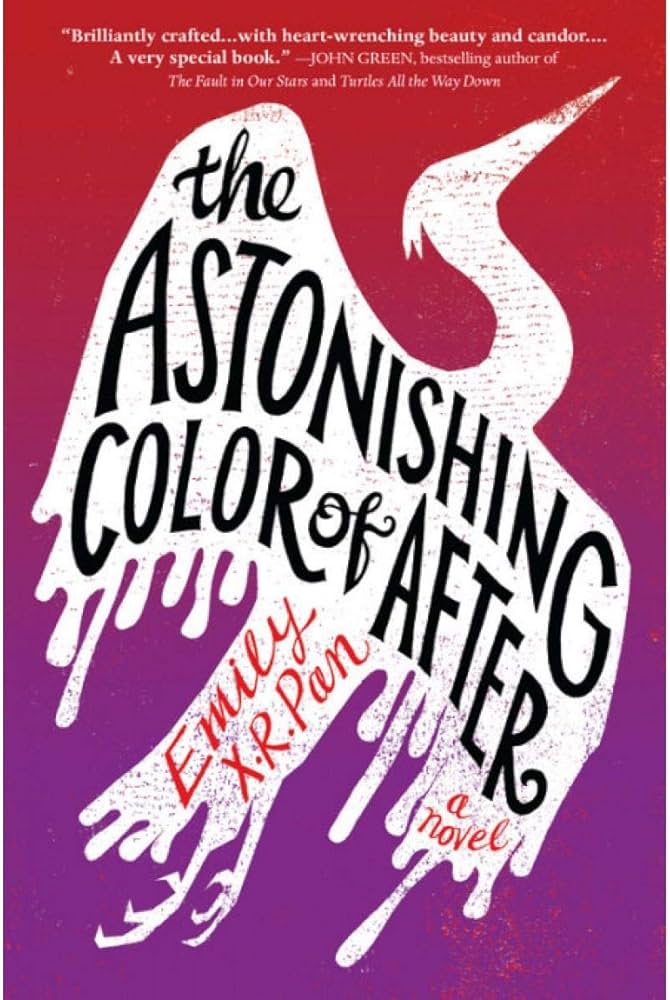 “Brilliantly crafted...with heart-wrenching beauty and candor....
A very special book.” —JOHN GREEN, bestselling author of
The Fault in Our Stars and Turtles All the Way Down
the
ASTONISHING
COLOR of AFTER
Emily
X.R. Pan
a
novel